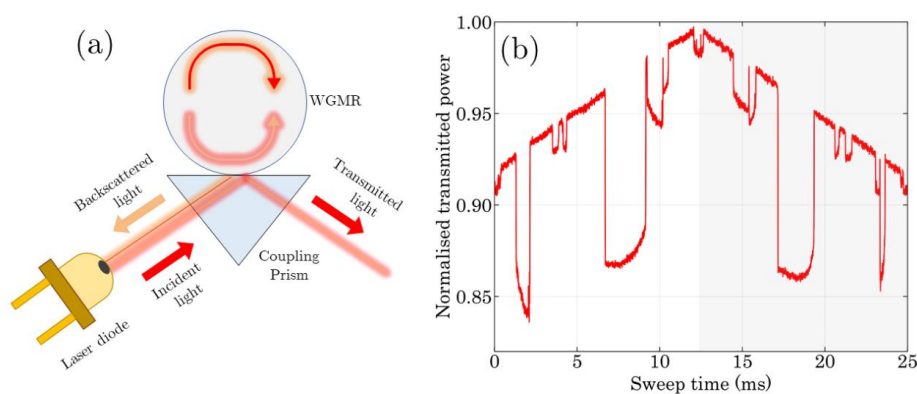 (a)
WGMR
Backscattered
light
Transmitted
light
Incident
light
Coupling
Prism
Laser diode
(b)
Normalised transmitted power
1.00
0.95
0.90
0.85
0
5
10
15
20
25
Sweep time (ms)